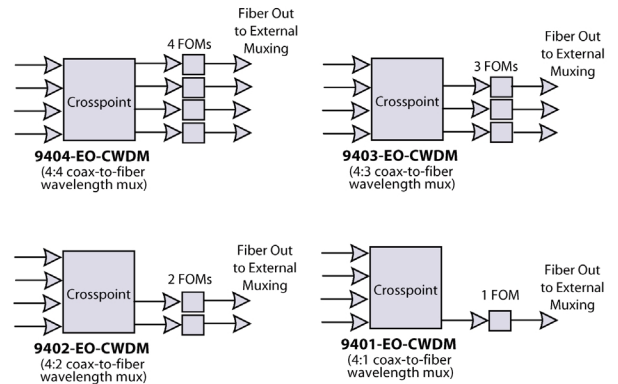 Fiber Out
to External
Muxing
4 FOMs
Crosspoint
9404-EO-CWDM
(4:4 coax-to-fiber
wavelength mux)
Fiber Out
to External
Muxing
3 FOMs
Crosspoint
9403-EO-CWDM
(4:3 coax-to-fiber
wavelength mux)
Fiber Out
to External
Muxing
2 FOMs
Crosspoint
9402-EO-CWDM
(4:2 coax-to-fiber
wavelength mux)
Fiber Out
to External
Muxing
1 FOM
Crosspoint
9401-EO-CWDM
(4:1 coax-to-fiber
wavelength mux)